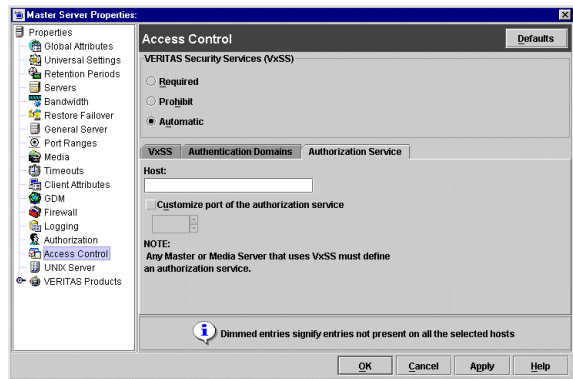 Master Server Properties:
Properties
Global Attributes
Universal Settings
Retention Periods
Servers
Bandwidth
Restore Failover
General Server
Port Ranges
Media
Timeouts
Client Attributes
GDM
Firewall
Logging
Authorization
Access Control
UNIX Server
VERITAS Products
Access Control
Defaults
VERITAS Security Services (VxSS)
Required
Prohibit
Automatic
VxSS
Authentication Domains
Authorization Service
Host:
Customize port of the authorization service
NOTE:
Any Master or Media Server that uses VxSS must define
an authorization service.
Dimmed entries signify entries not present on all the selected hosts
OK
Cancel
Apply
Help